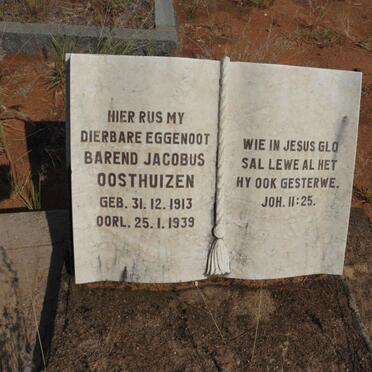 HIER RUS MY
DIERBARE EGGENOOT
BAREND JACOBUS
OOSTHUIZEN
GEB. 31. 12. 1913
OORL. 25. 1. 1939
WIE IN JESUS GLO
SAL LEWE AL HET
HY OOK GESTERWE.
JOH. 11:25.